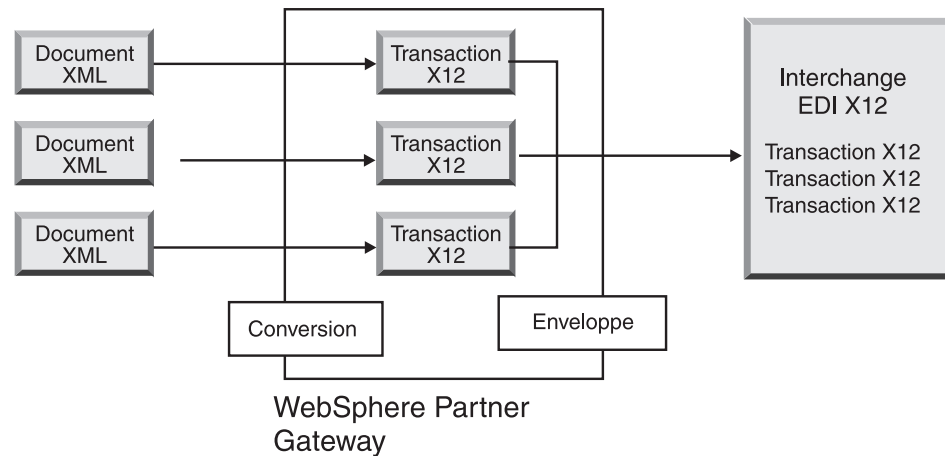 Document
XML
Transaction
X12
Document
XML
Transaction
X12
Document
XML
Transaction
X12
Interchange
EDI X12
Transaction X12
Transaction X12
Transaction X12
Conversion
Enveloppe
WebSphere Partner
Gateway